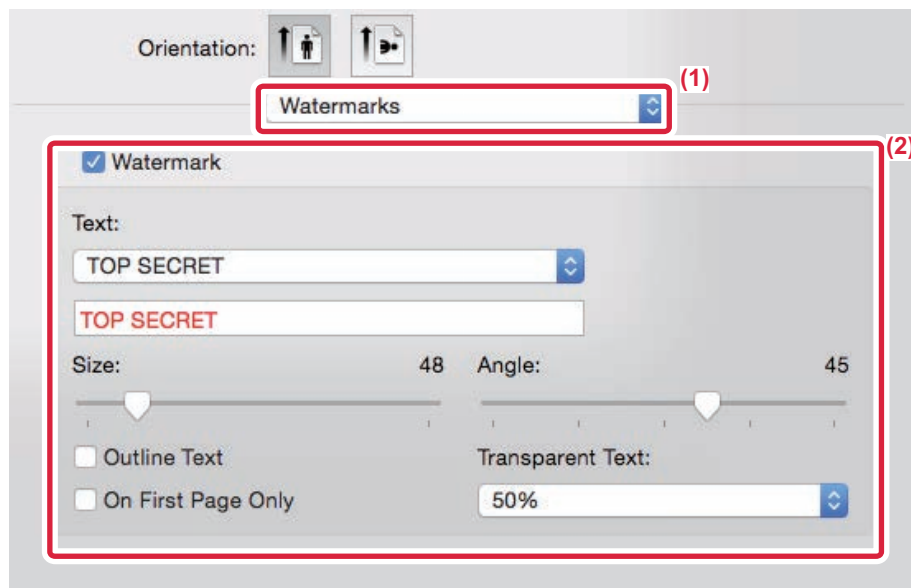 Orientation:
(1)
Watermarks
(2)
Watermark
Text:
TOP SECRET
TOP SECRET
Size: 48 Angle: 45
Outline Text Transparent Text:
On First Page Only 50%